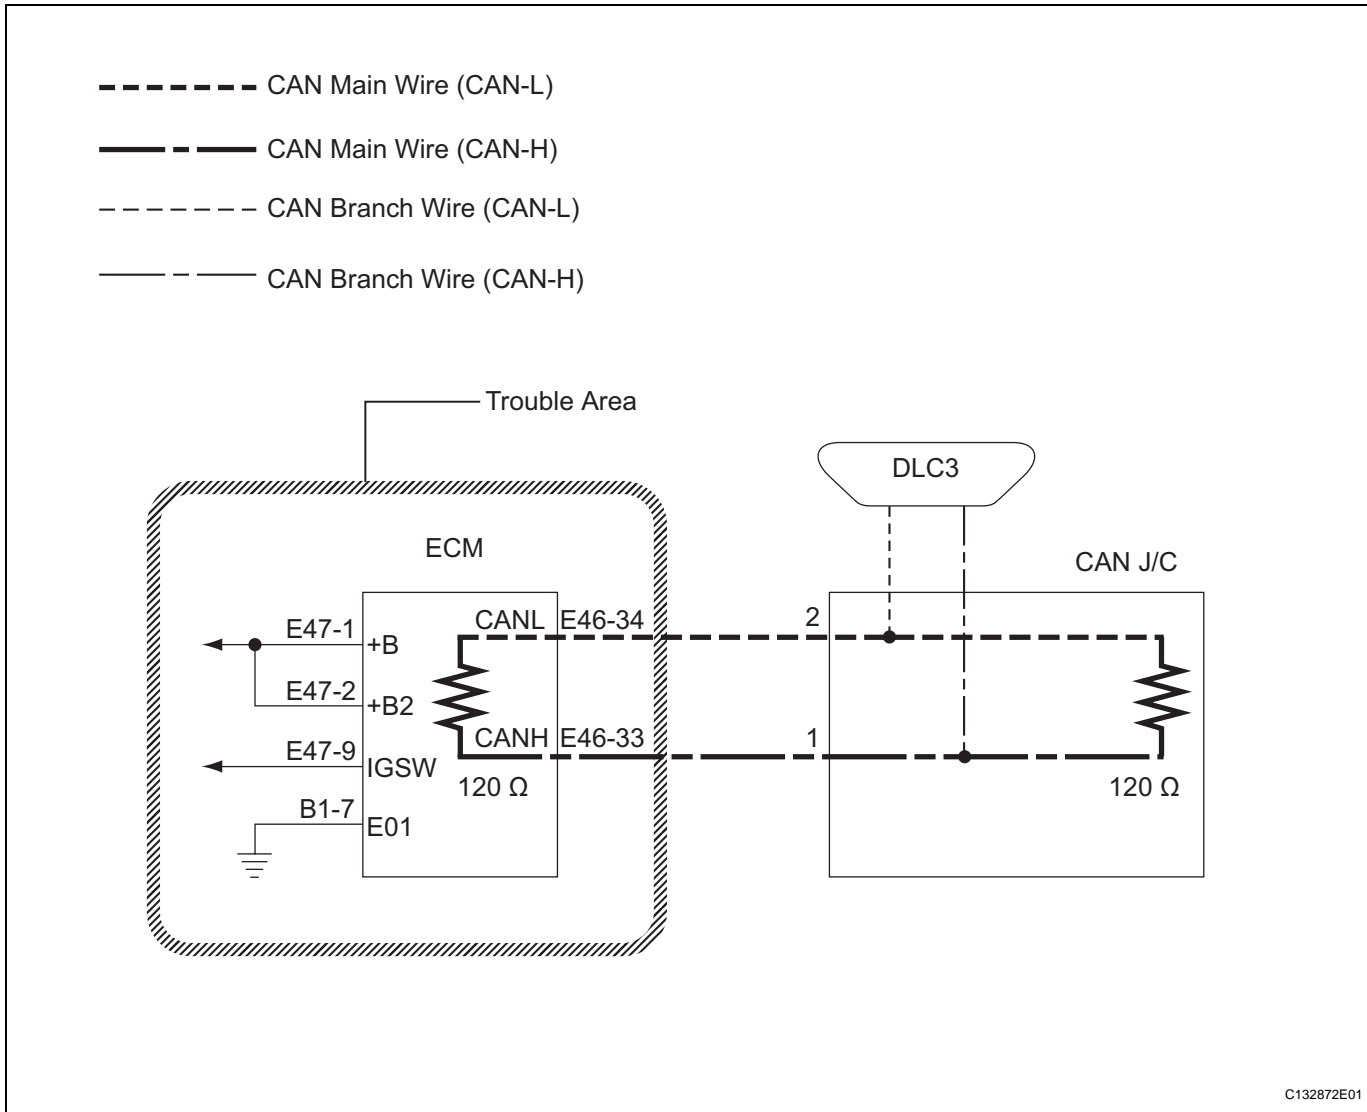 CAN Main Wire (CAN-L)
CAN Main Wire (CAN-H)
CAN Branch Wire (CAN-L)
CAN Branch Wire (CAN-H)
Trouble Area
DLC3
ECM
CAN J/C
E47-1
+B
CANL
E46-34
2
E47-2
+B2
E47-9
IGSW
CANH
E46-33
1
120 Ω
120 Ω
B1-7
E01
C132872E01